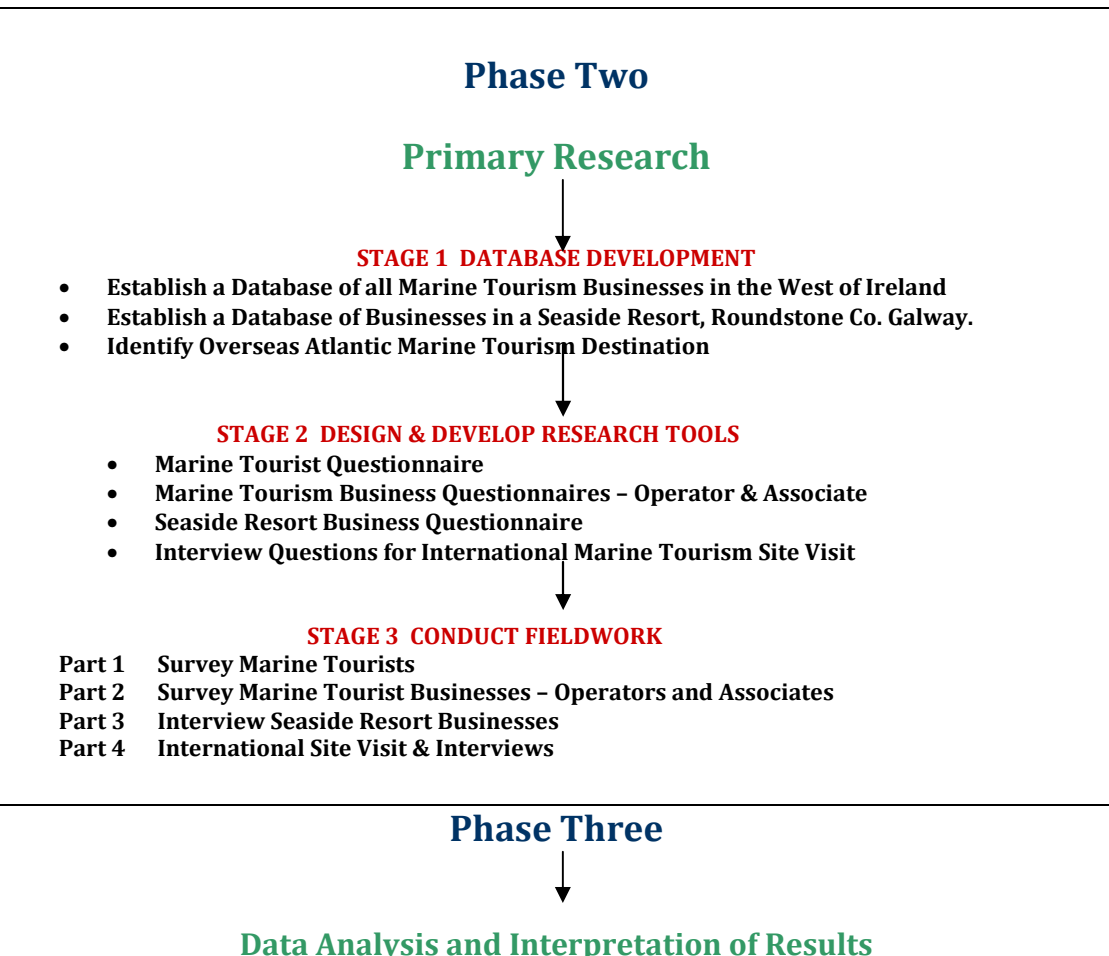 Phase Two
Primary Research
STAGE 1 DATABASE DEVELOPMENT
• Establish a Database of all Marine Tourism Businesses in the West of Ireland
• Establish a Database of Businesses in a Seaside Resort, Roundstone Co. Galway.
• Identify Overseas Atlantic Marine Tourism Destination
STAGE 2 DESIGN & DEVELOP RESEARCH TOOLS
• Marine Tourist Questionnaire
• Marine Tourism Business Questionnaires – Operator & Associate
• Seaside Resort Business Questionnaire
• Interview Questions for International Marine Tourism Site Visit
STAGE 3 CONDUCT FIELDWORK
Part 1 Survey Marine Tourists
Part 2 Survey Marine Tourist Businesses – Operators and Associates
Part 3 Interview Seaside Resort Businesses
Part 4 International Site Visit & Interviews
Phase Three
Data Analysis and Interpretation of Results